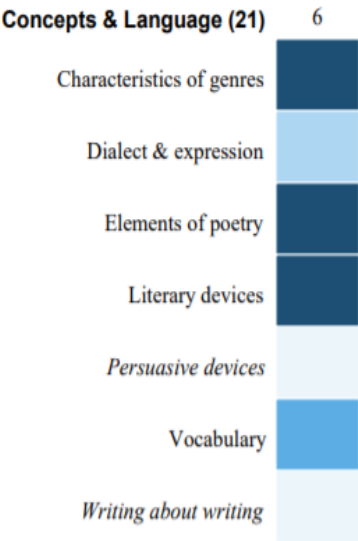 Concepts & Language (21) 6
Characteristics of genres
Dialect & expression
Elements of poetry
Literary devices
Persuasive devices
Vocabulary
Writing about writing